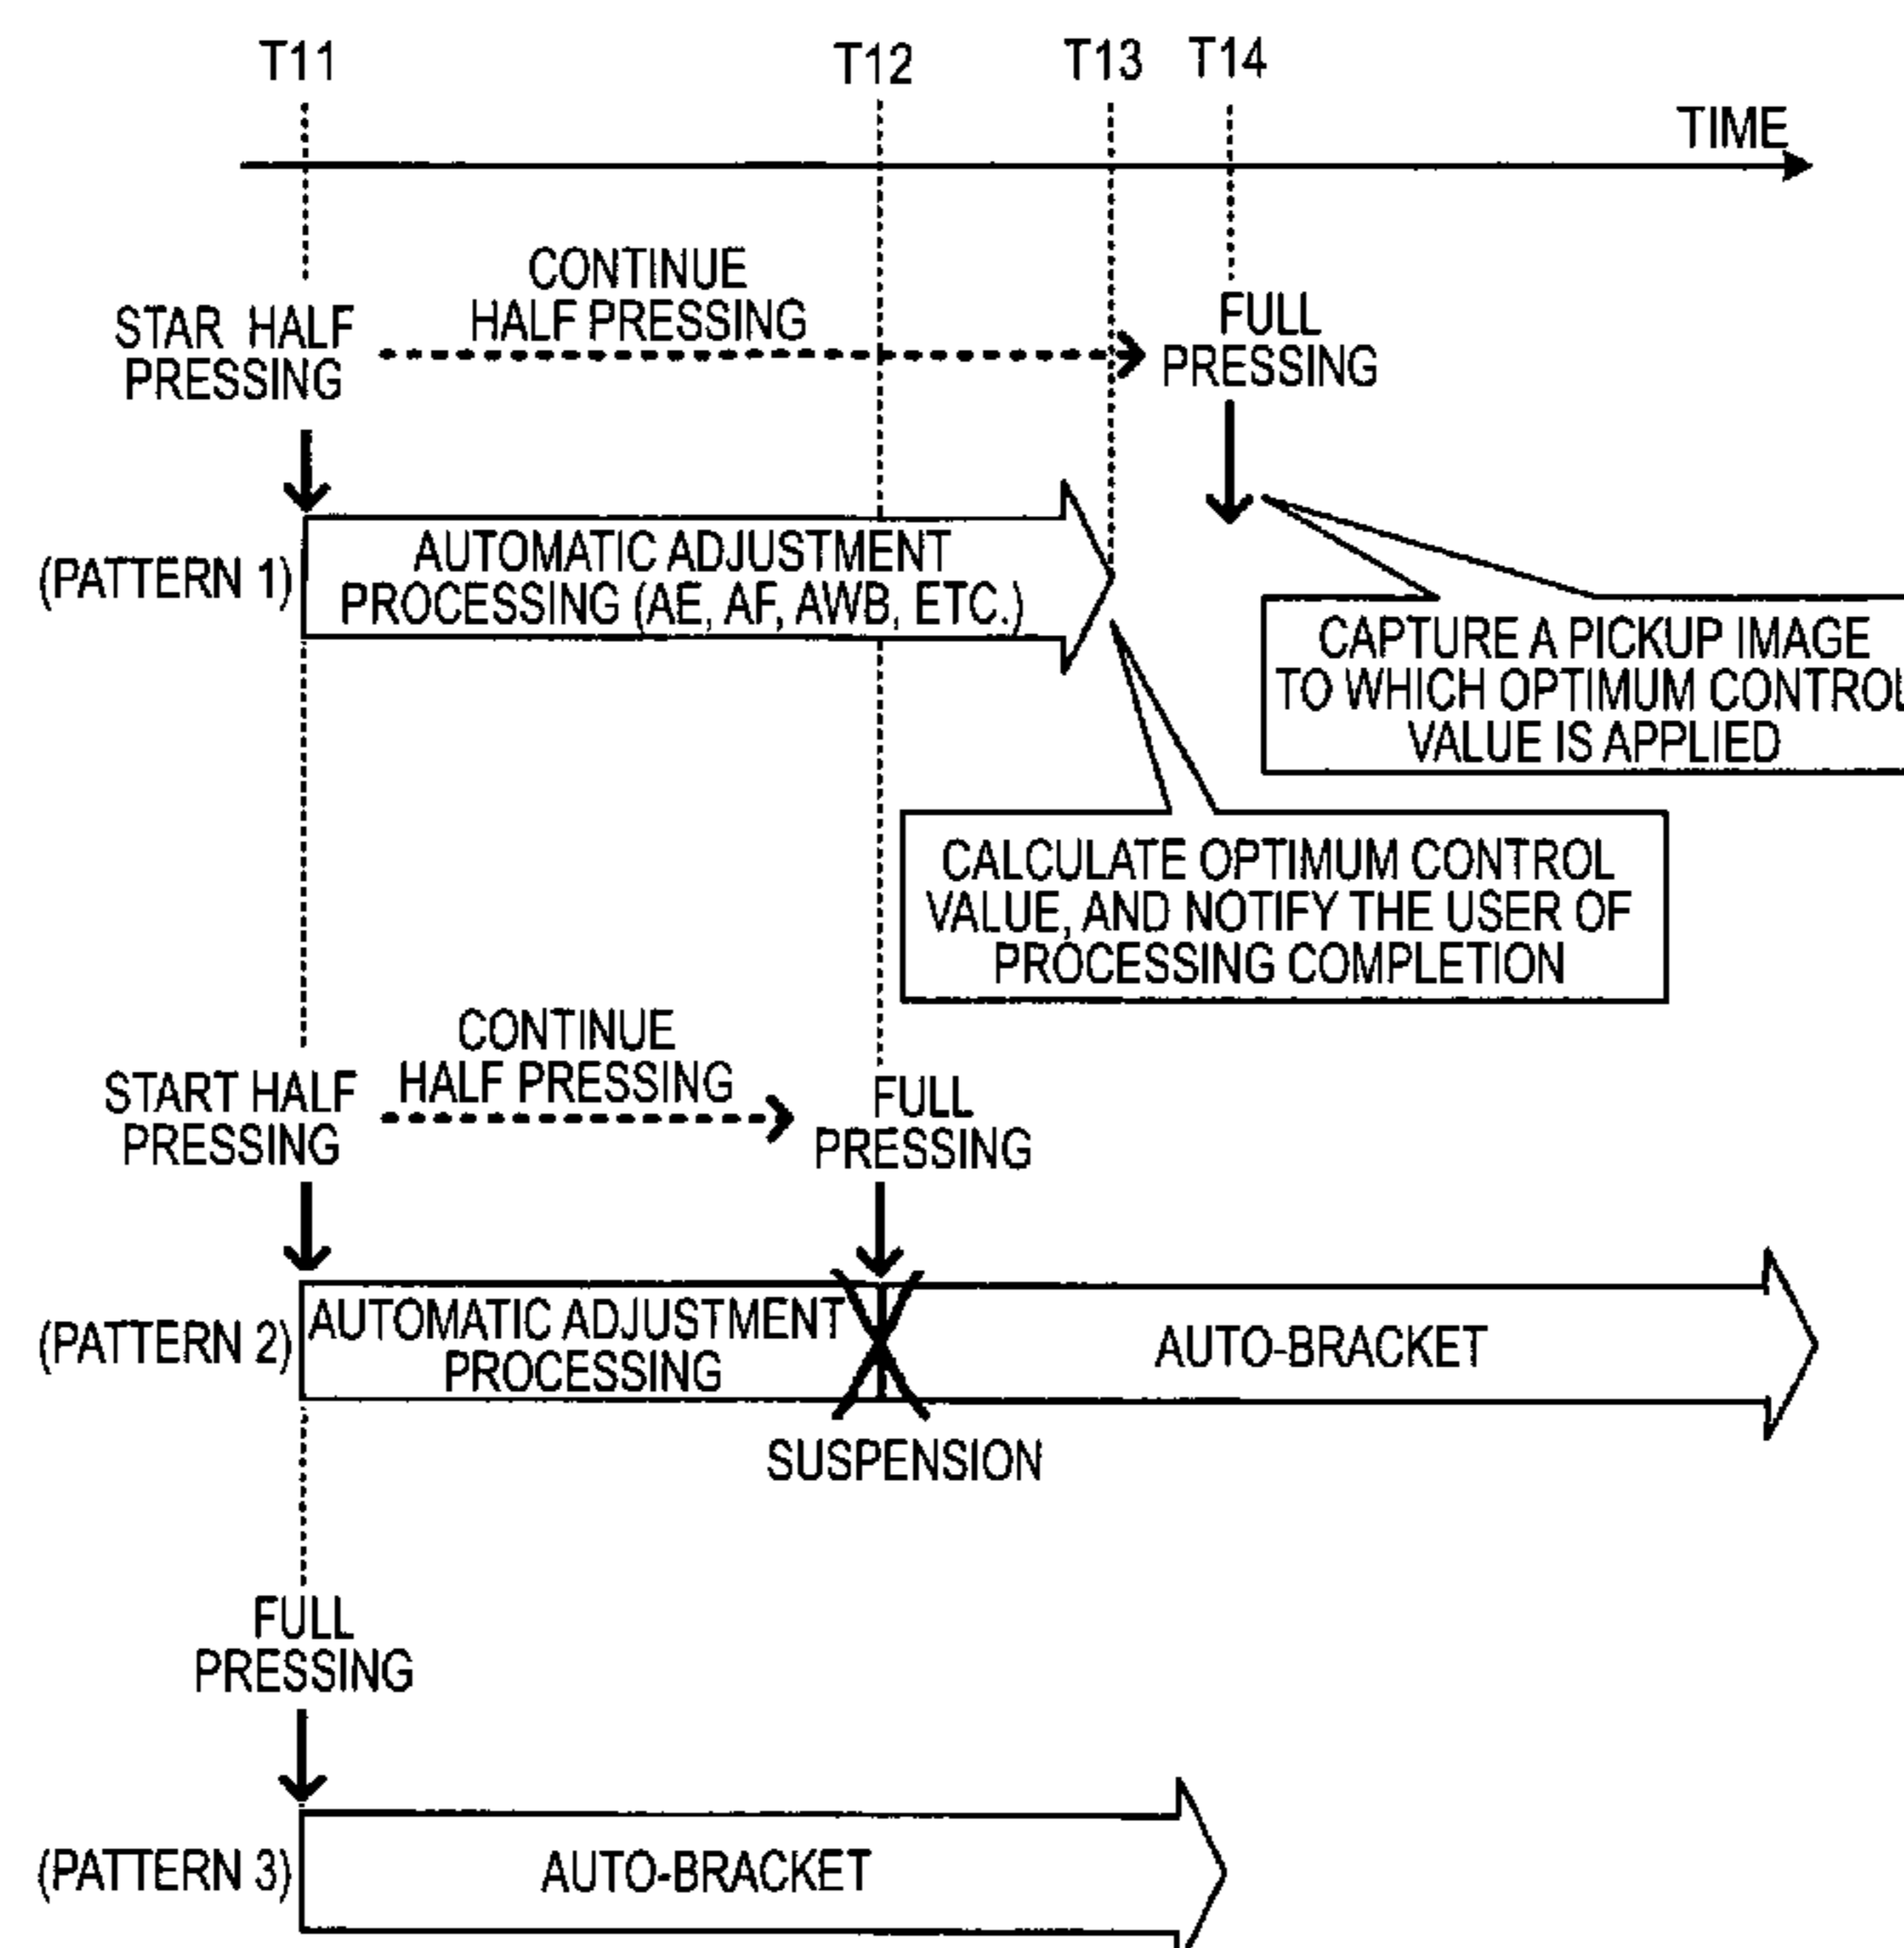 T11
T12
T13
T14
TIME
CONTINUE
HALF PRESSING
STAR HALF
PRESSING
FULL
PRESSING
(PATTERN 1)
AUTOMATIC ADJUSTMENT
PROCESSING (AE, AF, AWB, ETC.)
CAPTURE A PICKUP IMAGE
TO WHICH OPTIMUM CONTROL
VALUE IS APPLIED
CALCULATE OPTIMUM CONTROL
VALUE, AND NOTIFY THE USER OF
PROCESSING COMPLETION
CONTINUE
HALF PRESSING
START HALF
PRESSING
FULL
PRESSING
(PATTERN 2)
AUTOMATIC ADJUSTMENT
PROCESSING
AUTO-BRACKET
SUSPENSION
FULL
PRESSING
(PATTERN 3)
AUTO-BRACKET